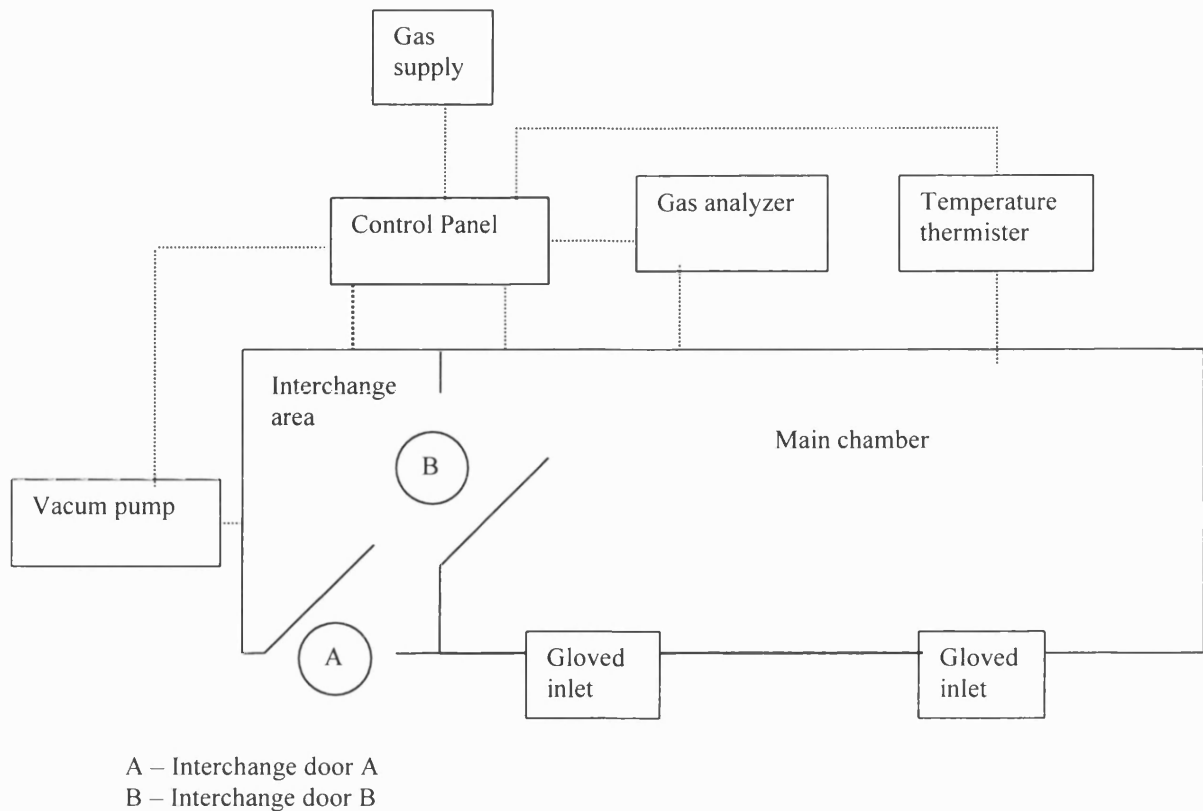 Gas
supply
Control Panel
Gas analyzer
Temperature
thermister
Interchange
area
Main chamber
B
Vacum pump
A
Gloved
inlet
Gloved
inlet
A – Interchange door A
B – Interchange door B